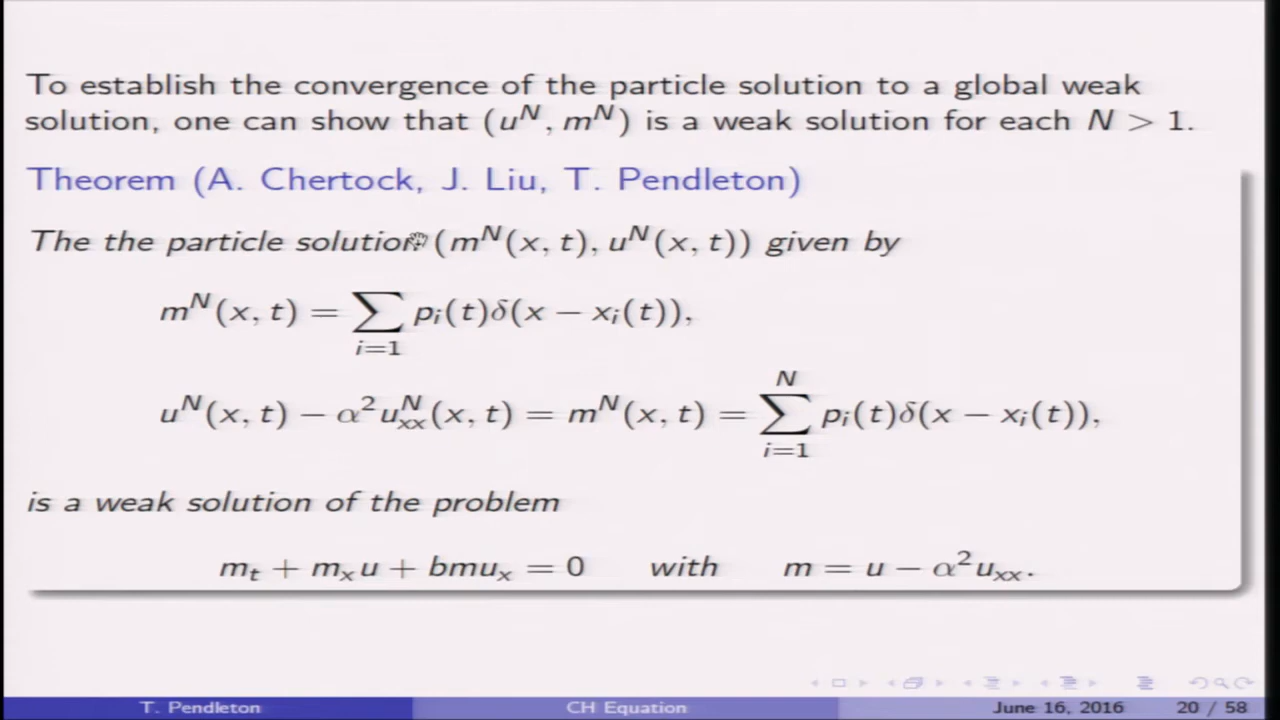 To establish the convergence of the particle solution to a global weak
solution, one can show that (u^N, m^N) is a weak solution for each N > 1.
Theorem (A. Chertock, J. Liu, T. Pendleton)
The the particle solution (m^N(x, t), u^N(x, t)) given by
m^N(x, t) = ∑_{i=1} p_i(t)δ(x − x_i(t)),
u^N(x, t) − α²u^N_{xx}(x, t) = m^N(x, t) = ∑_{i=1}^{N} p_i(t)δ(x − x_i(t)),
is a weak solution of the problem
m_t + m_x u + bmu_x = 0 with m = u − α²u_{xx}.
T. Pendleton CH Equation June 16, 2016 20 / 58